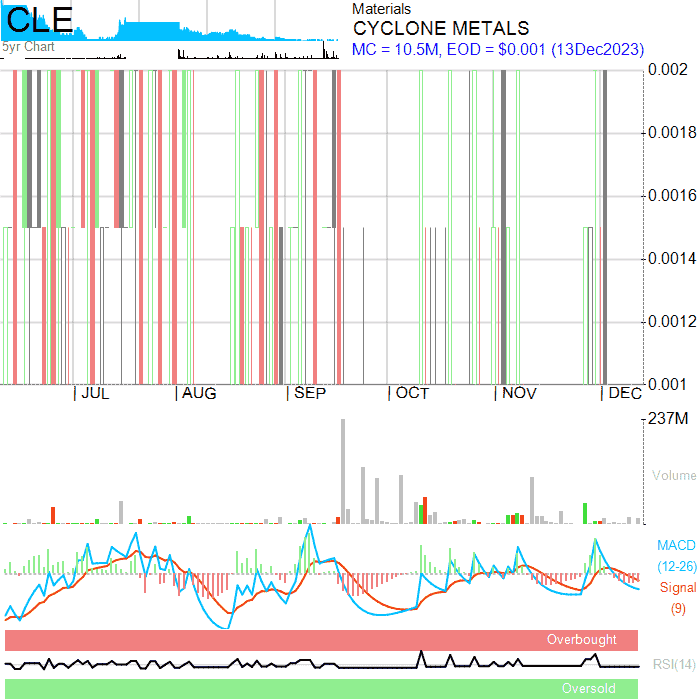 CLE
5yr Chart
Materials
CYCLONE METALS
MC = 10.5M, EOD = $0.001 (13Dec2023)
0.002
0.0018
0.0016
0.0014
0.0012
0.001
JUL AUG SEP OCT NOV DEC
237M
Volume
MACD
(12-26)
Signal
(9)
Overbought
RSI(14)
Oversold